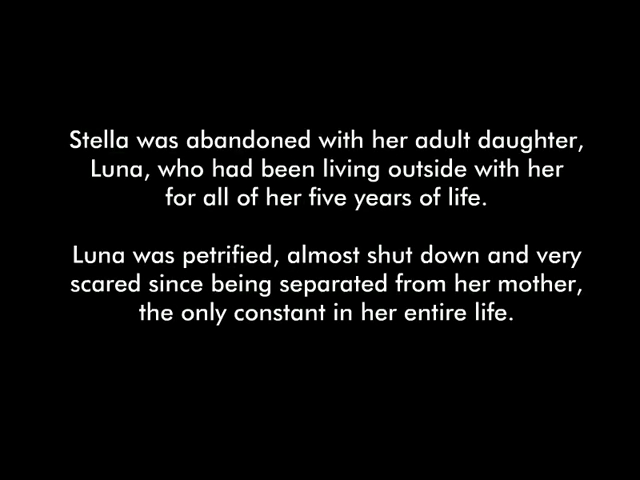 Stella was abandoned with her adult daughter,
Luna, who had been living outside with her
for all of her five years of life.
Luna was petrified, almost shut down and very
scared since being separated from her mother,
the only constant in her entire life.